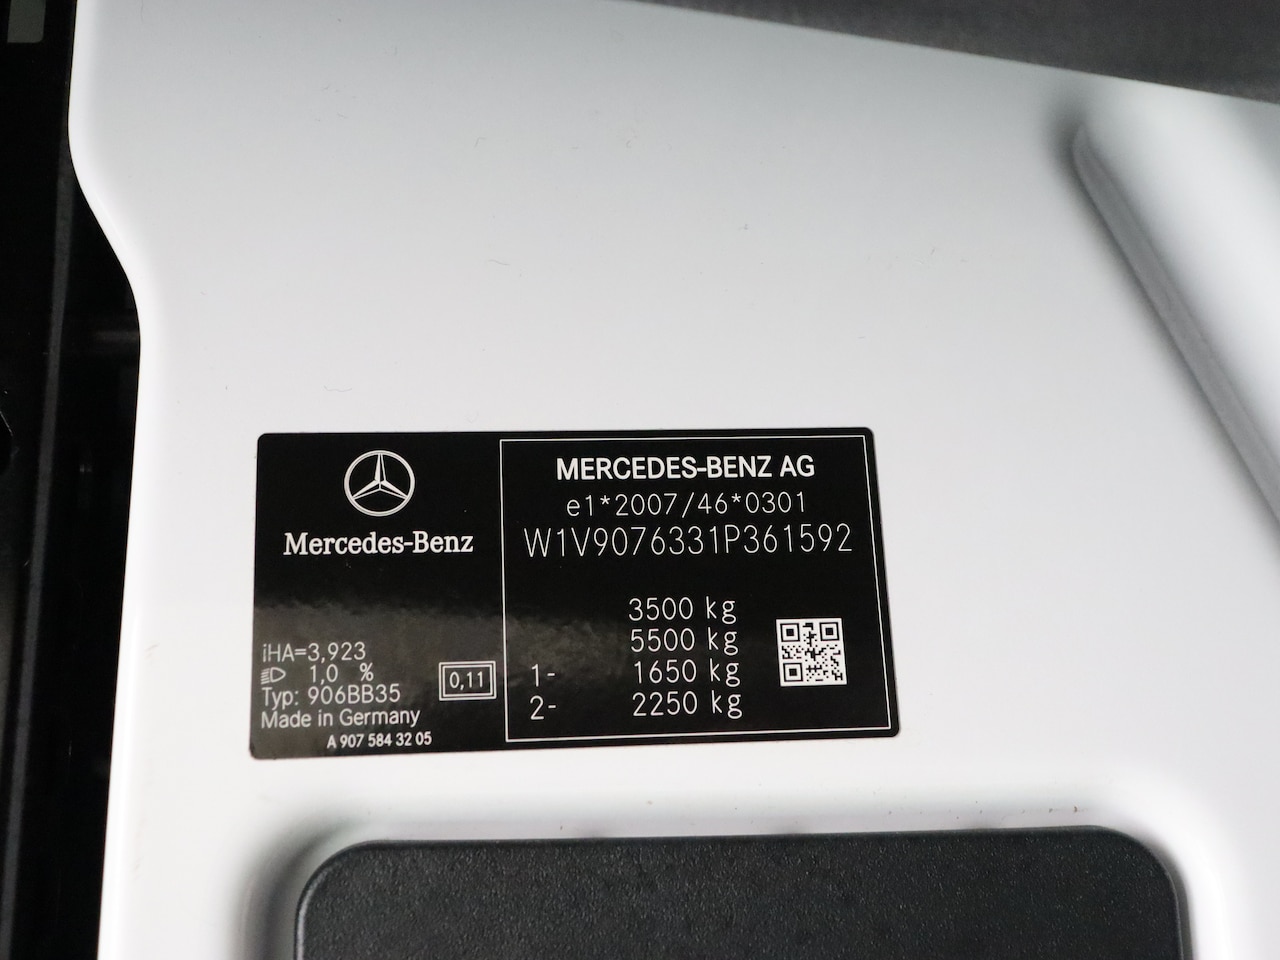 Mercedes-Benz
iHA=3,923
1,0 %
Typ: 906BB35
Made in Germany
A 907 584 32 05
0,11
MERCEDES-BENZ AG
e1*2007/46*0301
W1V9076331P361592
3500 kg
5500 kg
1- 1650 kg
2- 2250 kg